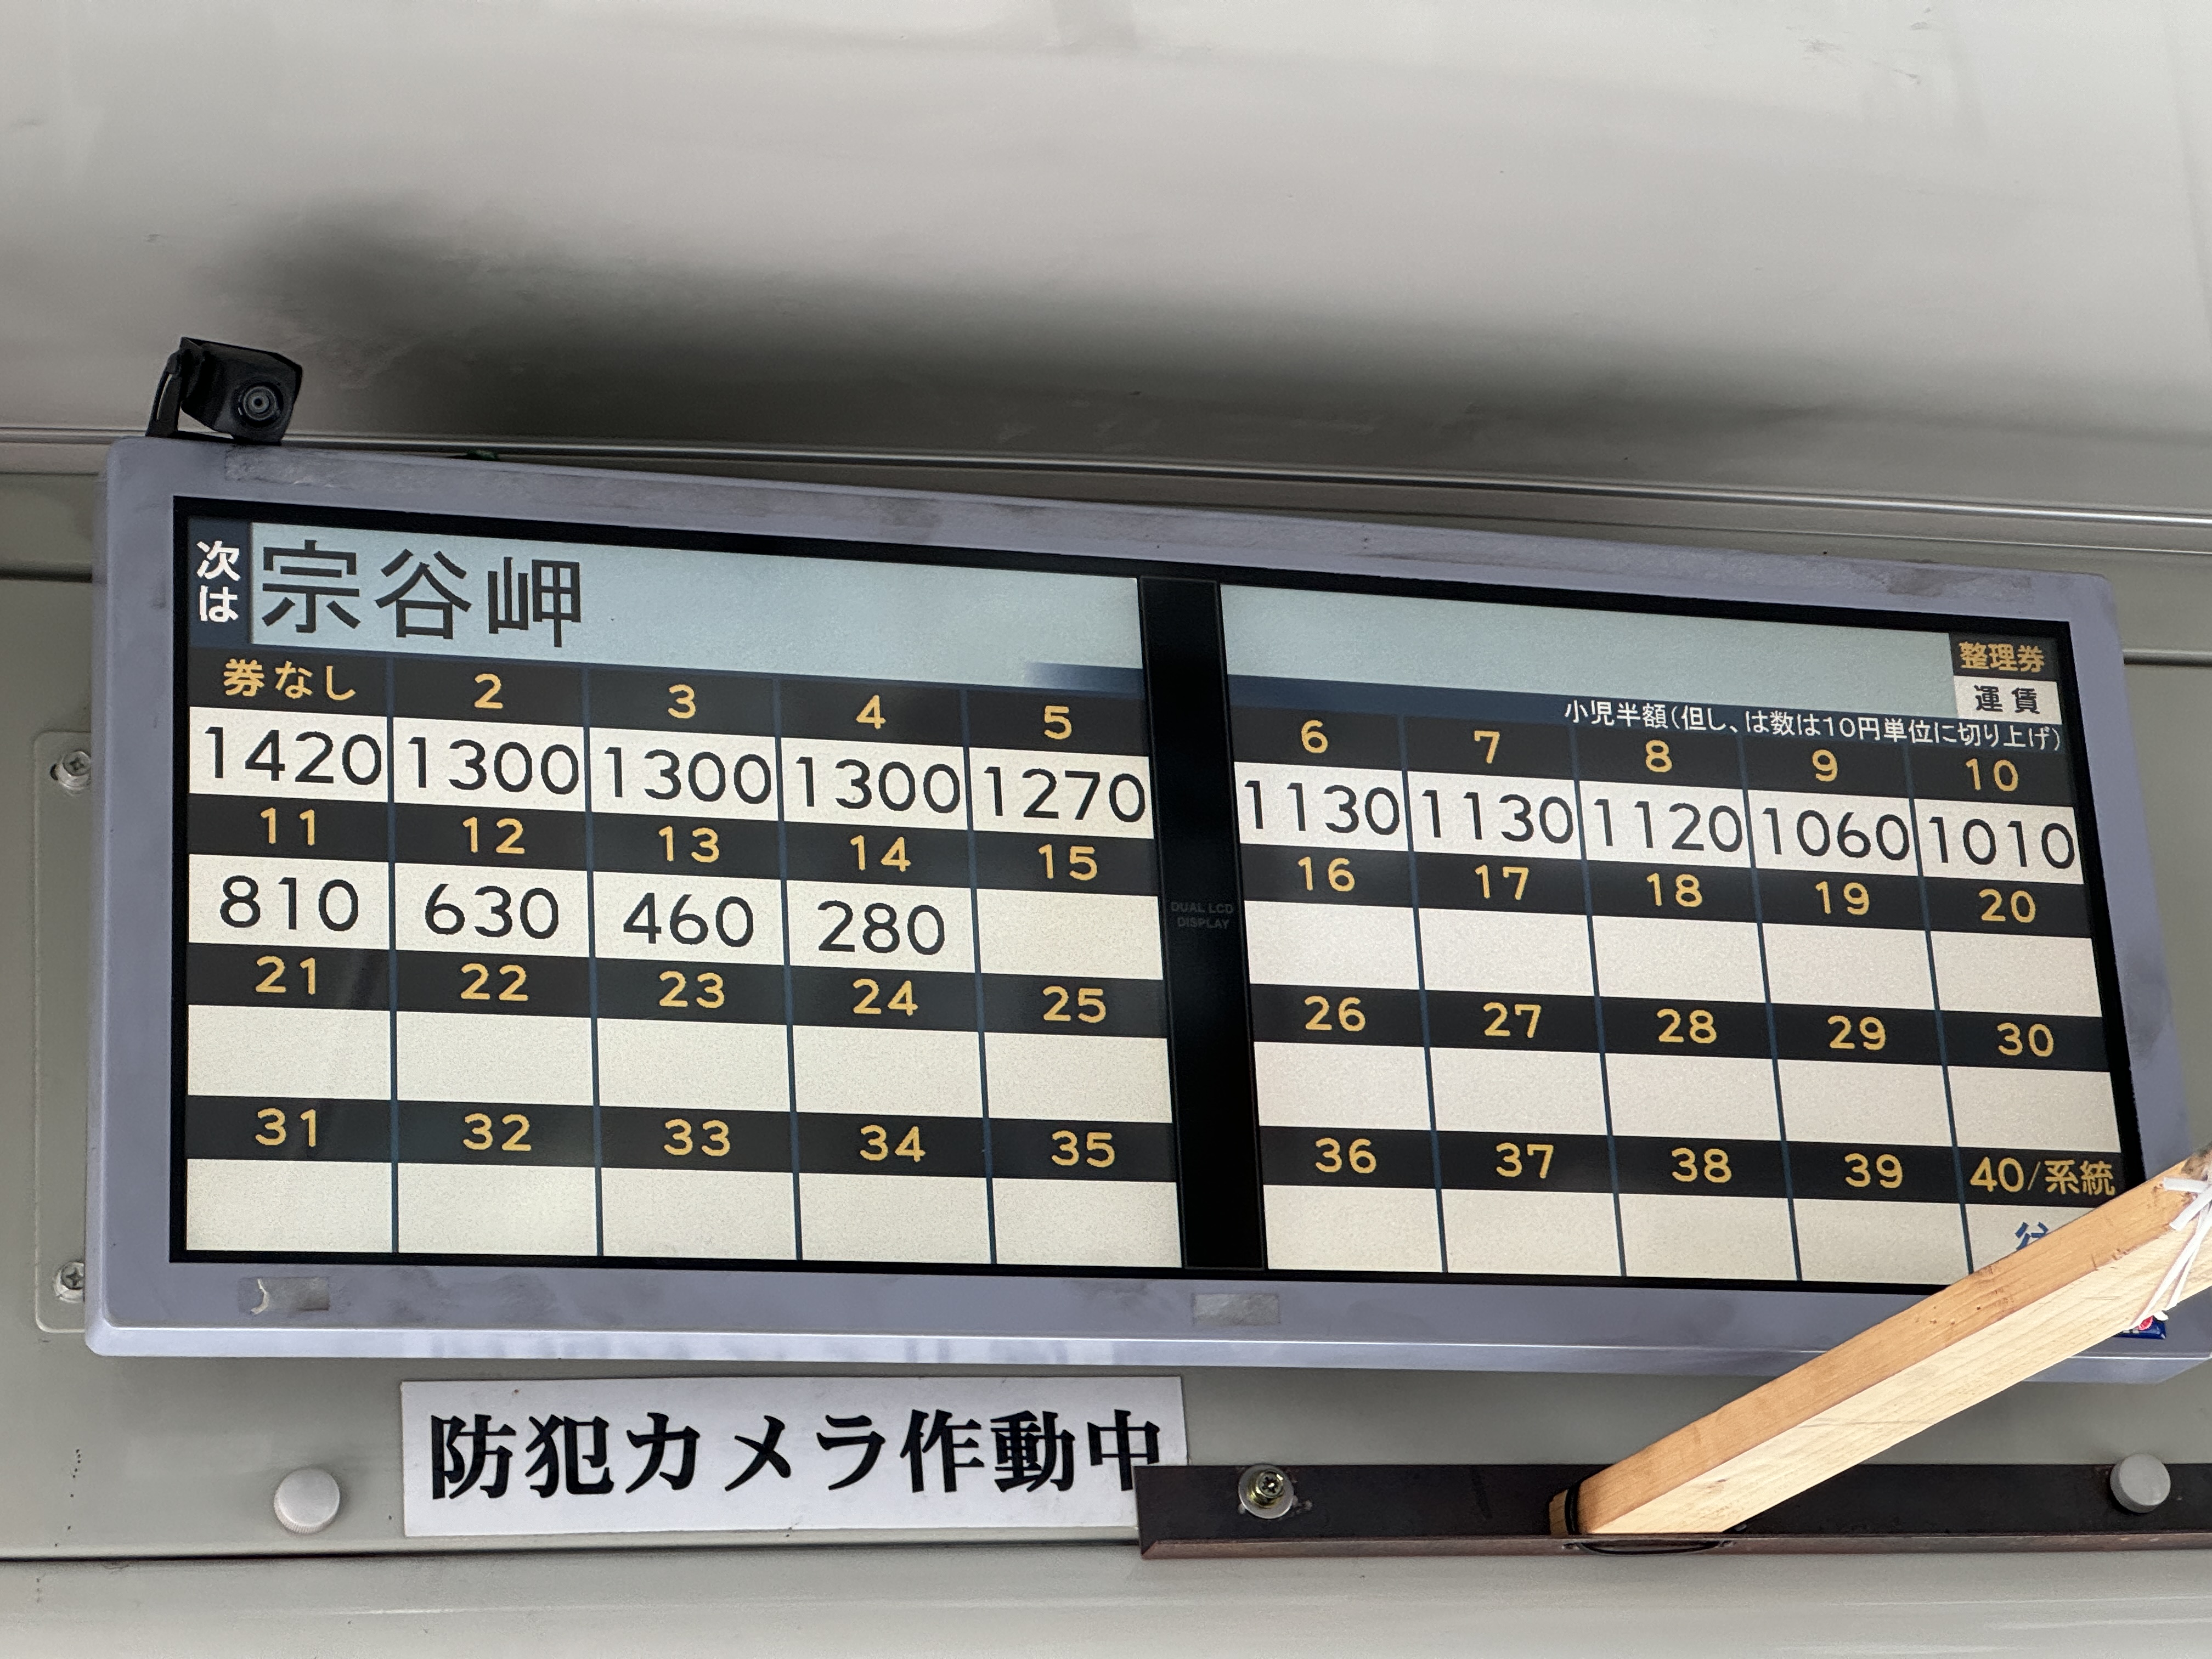 次は 宗谷岬
整理券
運賃
小児半額(但し、は数は10円単位に切り上げ)
券なし 2 3 4 5 6 7 8 9 10
1420 1300 1300 1300 1270 1130 1130 1120 1060 1010
11 12 13 14 15 16 17 18 19 20
810 630 460 280
DUAL LCD
DISPLAY
21 22 23 24 25 26 27 28 29 30
31 32 33 34 35 36 37 38 39 40/系統
防犯カメラ作動中